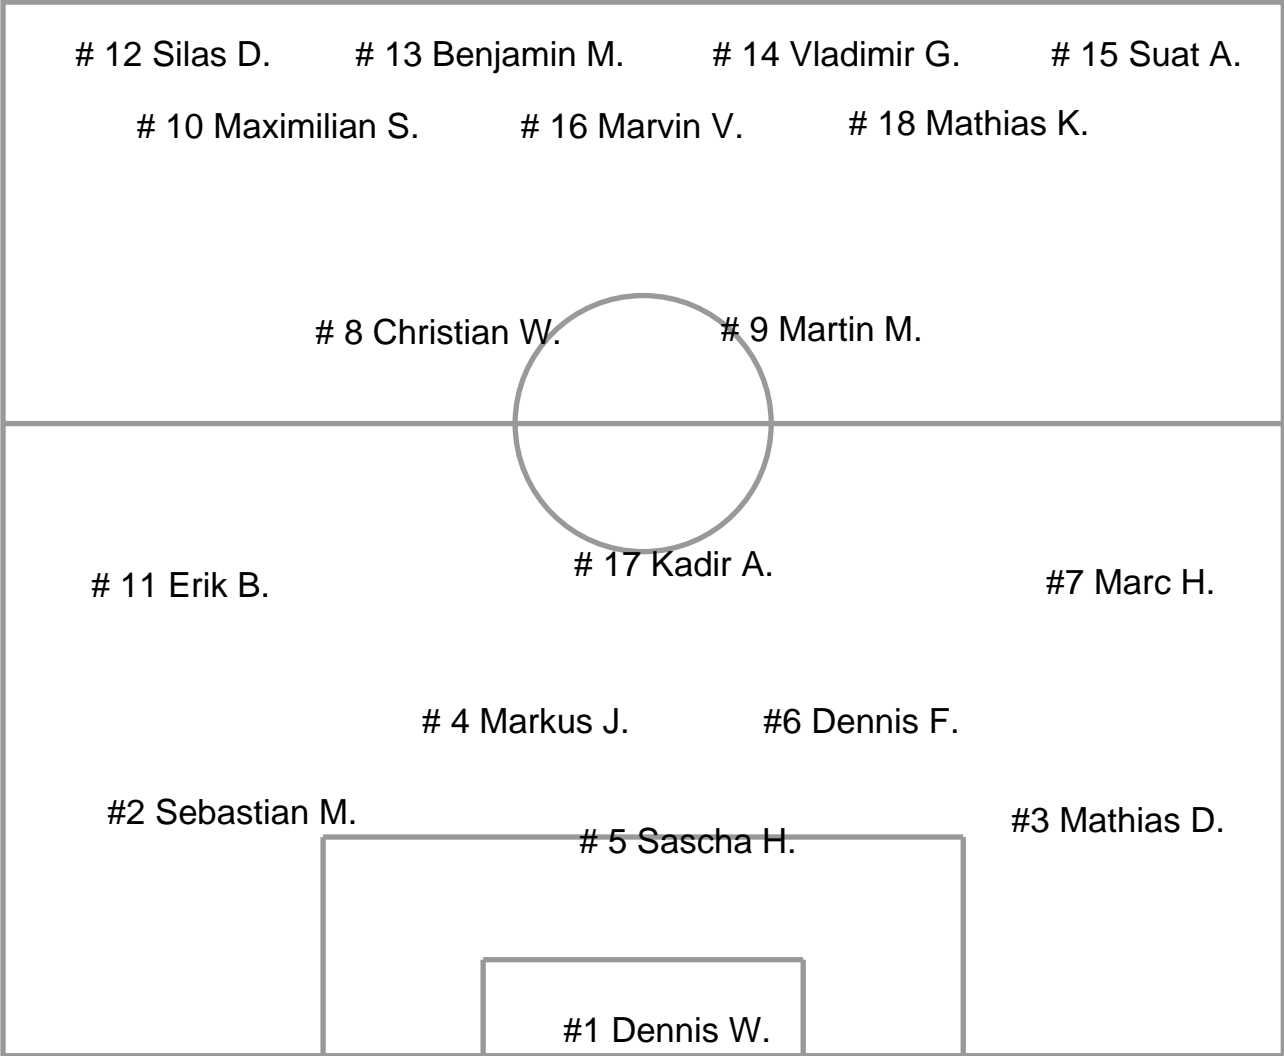 # 12 Silas D. # 13 Benjamin M. # 14 Vladimir G. # 15 Suat A.
# 10 Maximilian S. # 16 Marvin V. # 18 Mathias K.
# 8 Christian W. # 9 Martin M.
# 11 Erik B. # 17 Kadir A. #7 Marc H.
# 4 Markus J. #6 Dennis F.
#2 Sebastian M. # 5 Sascha H. #3 Mathias D.
#1 Dennis W.